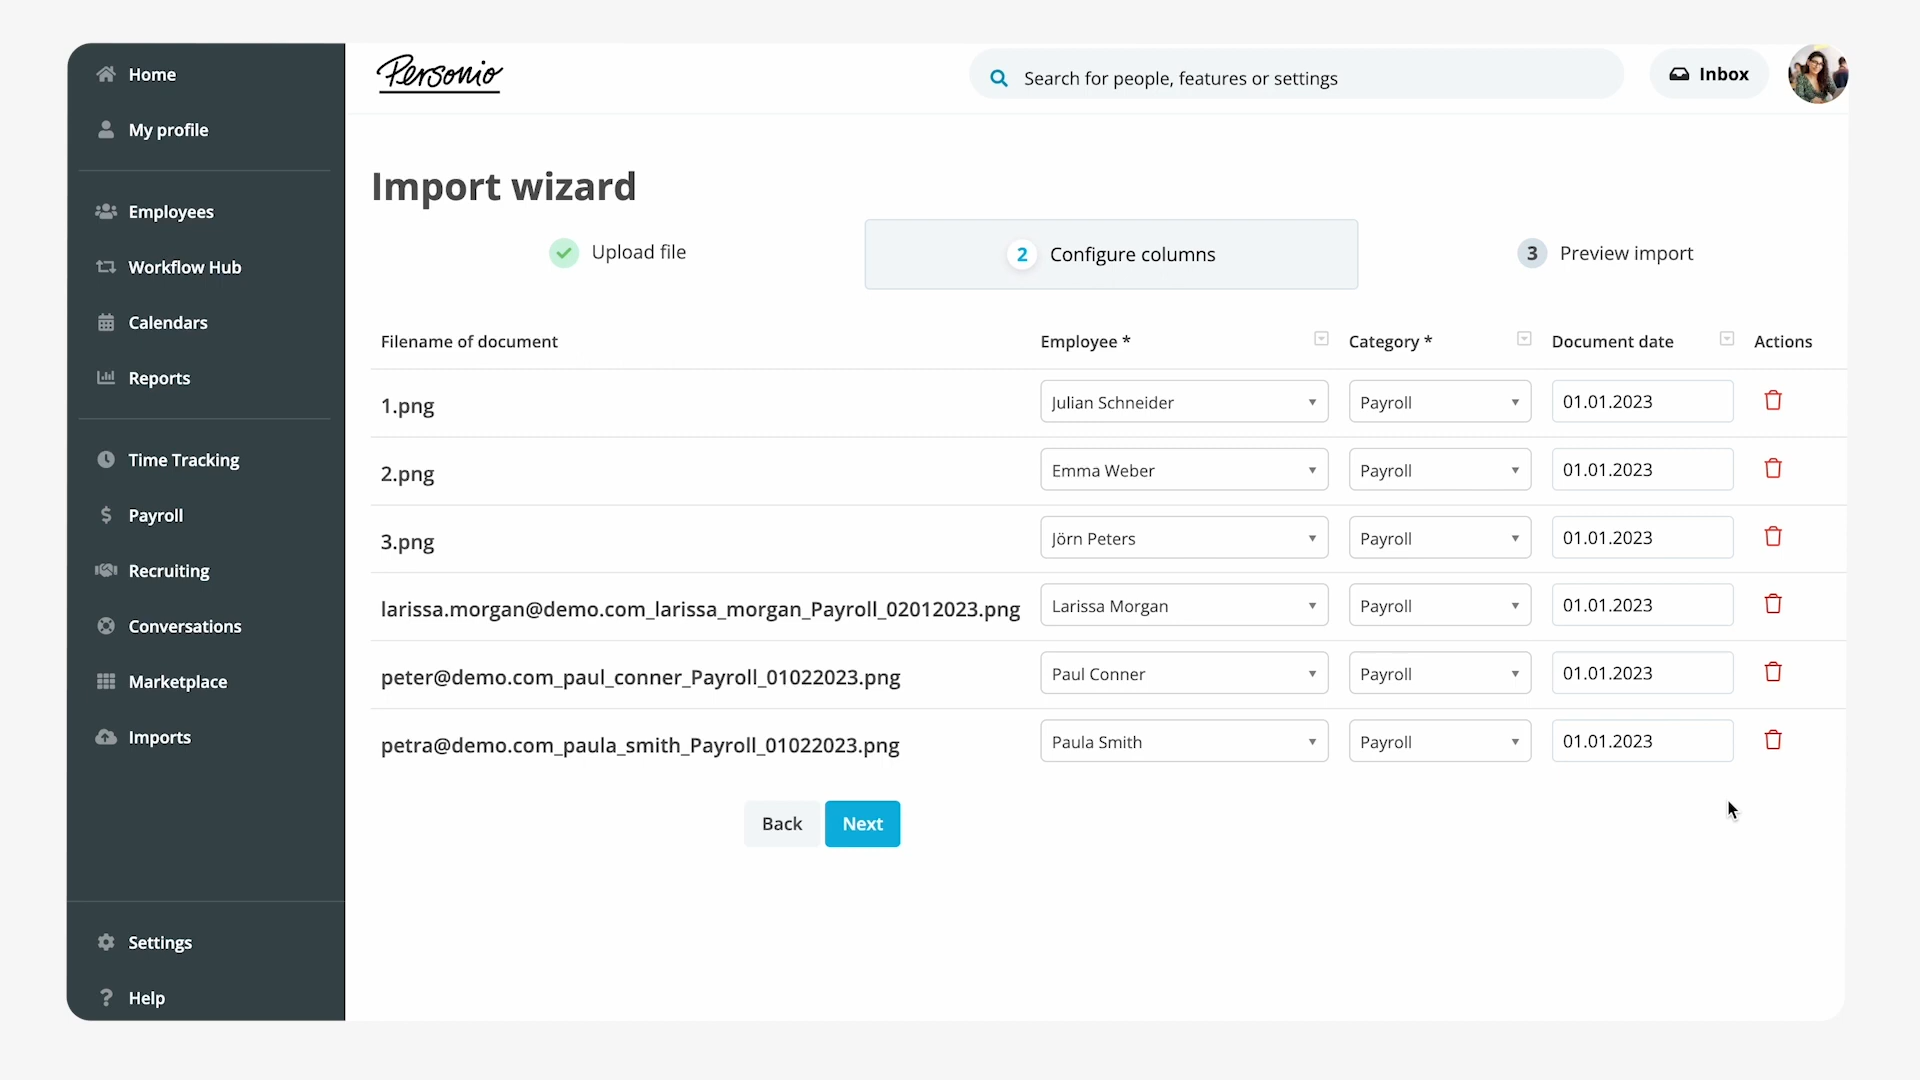 Home
My profile
Employees
Workflow Hub
Calendars
Reports
Time Tracking
Payroll
Recruiting
Conversations
Marketplace
Imports
Settings
Help
Personio
Search for people, features or settings
Inbox
Import wizard
Upload file
2 Configure columns
3 Preview import
Filename of document Employee * Category * Document date Actions
1.png Julian Schneider Payroll 01.01.2023
2.png Emma Weber Payroll 01.01.2023
3.png Jörn Peters Payroll 01.01.2023
larissa.morgan@demo.com_larissa_morgan_Payroll_02012023.png Larissa Morgan Payroll 01.01.2023
peter@demo.com_paul_conner_Payroll_01022023.png Paul Conner Payroll 01.01.2023
petra@demo.com_paula_smith_Payroll_01022023.png Paula Smith Payroll 01.01.2023
Back Next